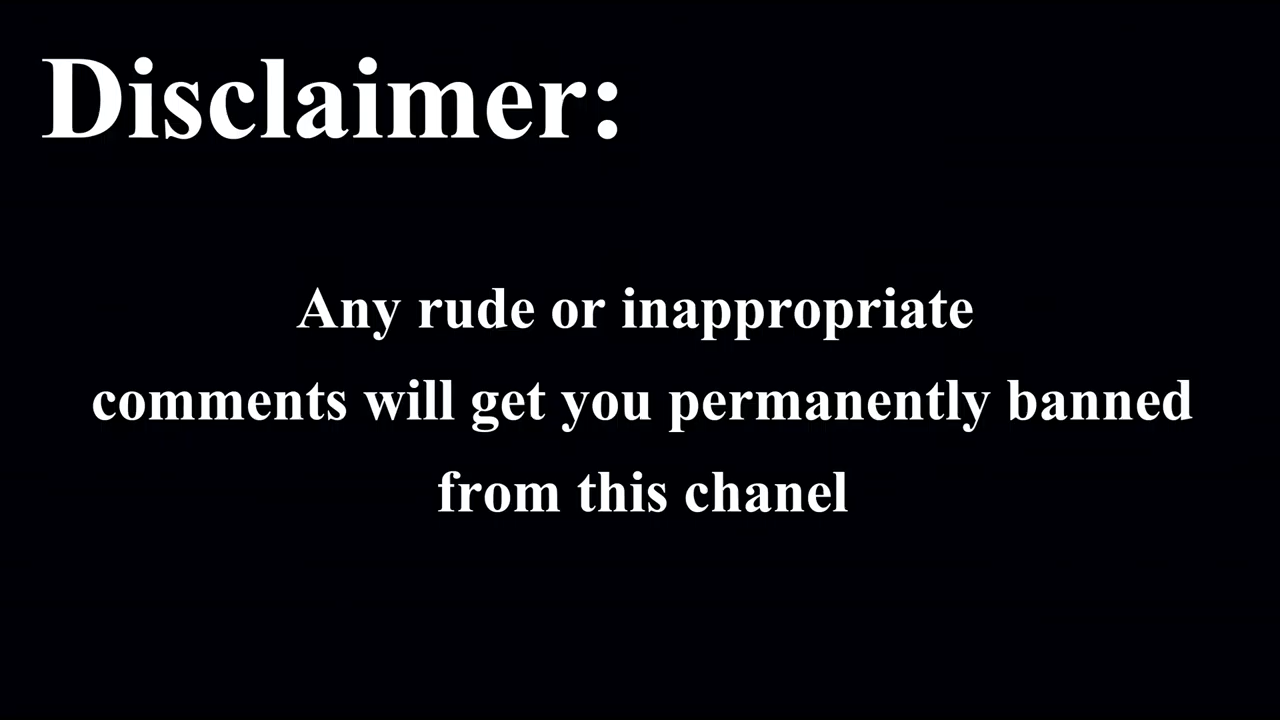 Disclaimer:
Any rude or inappropriate
comments will get you permanently banned
from this chanel